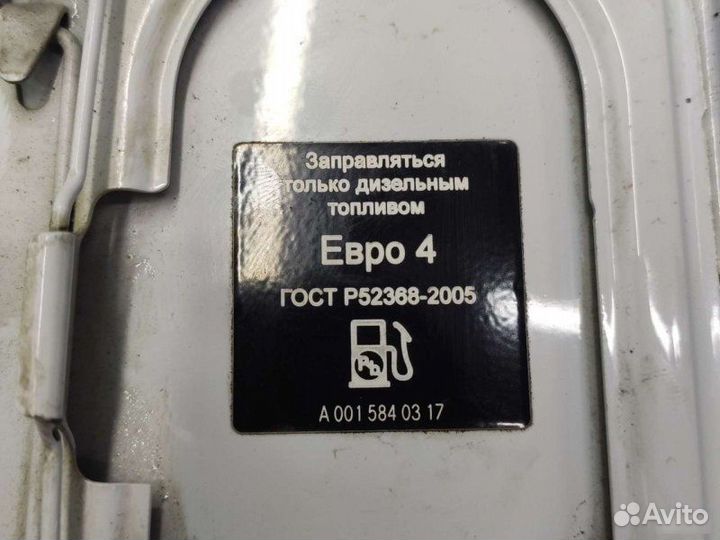 Заправляться
только дизельным
топливом
Евро 4
ГОСТ Р52368-2005
A 001 584 03 17
Avito